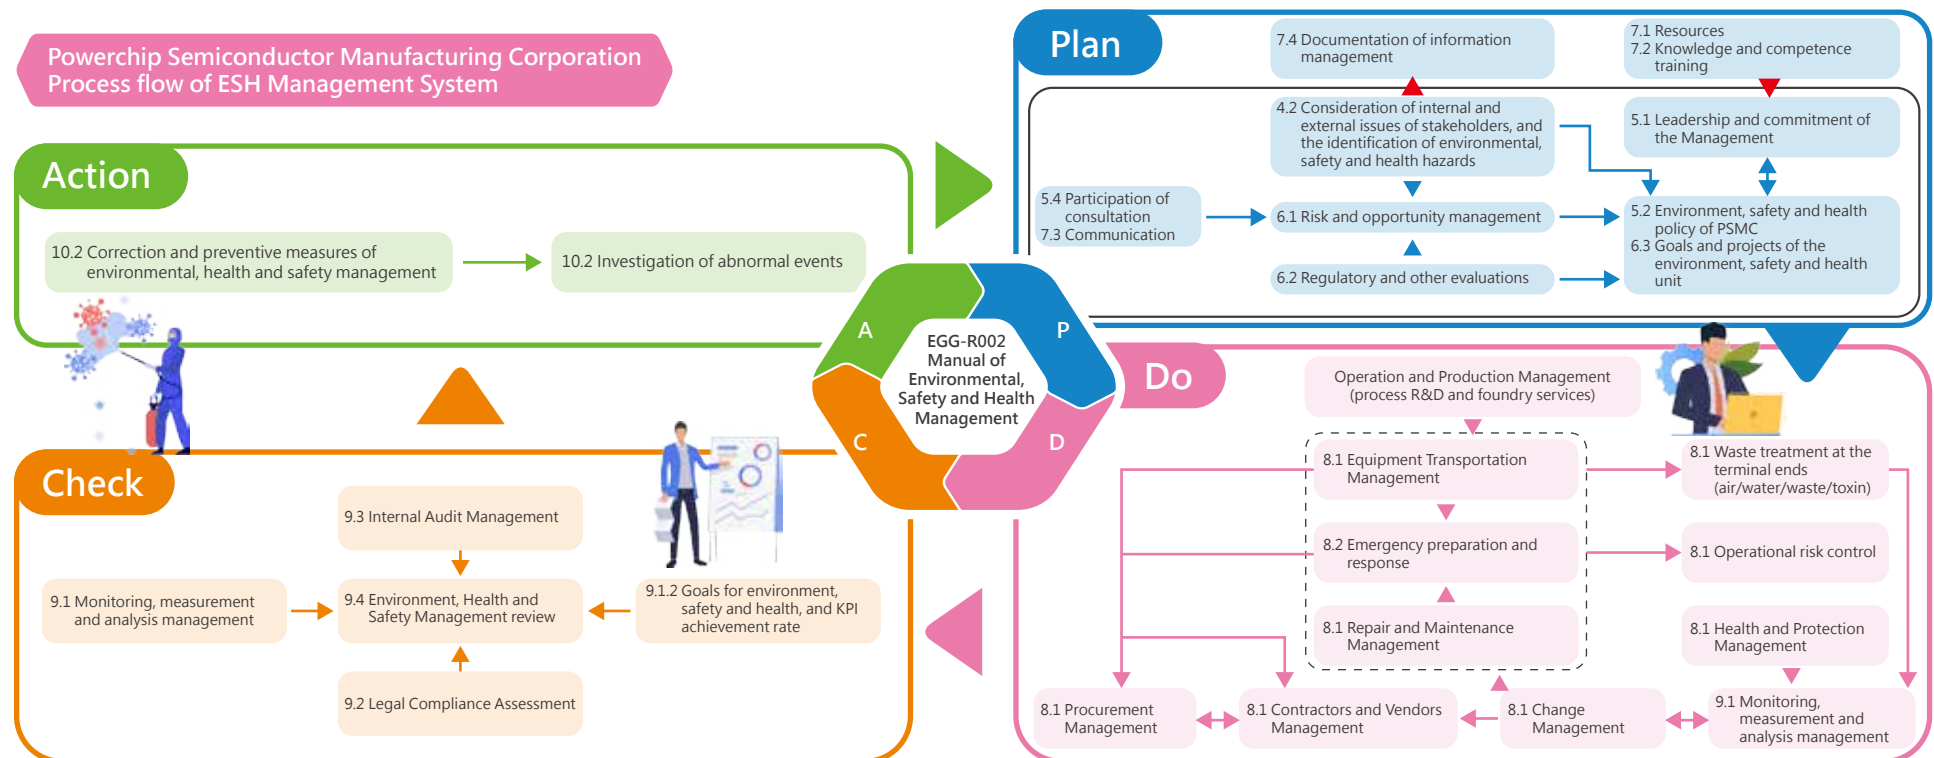 Powerchip Semiconductor Manufacturing Corporation
Process flow of ESH Management System
Plan
7.4 Documentation of information
management
7.1 Resources
7.2 Knowledge and competence
training
4.2 Consideration of internal and
external issues of stakeholders, and
the identification of environmental,
safety and health hazards
5.1 Leadership and commitment of
the Management
5.4 Participation of
consultation
7.3 Communication
6.1 Risk and opportunity management
5.2 Environment, safety and health
policy of PSMC
6.3 Goals and projects of the
environment, safety and health
unit
6.2 Regulatory and other evaluations
Action
10.2 Correction and preventive measures of
environmental, health and safety management
10.2 Investigation of abnormal events
A
P
C
D
EGG-R002
Manual of
Environmental,
Safety and Health
Management
Do
Operation and Production Management
(process R&D and foundry services)
8.1 Equipment Transportation
Management
8.1 Waste treatment at the
terminal ends
(air/water/waste/toxin)
8.2 Emergency preparation and
response
8.1 Operational risk control
8.1 Repair and Maintenance
Management
8.1 Health and Protection
Management
8.1 Procurement
Management
8.1 Contractors and Vendors
Management
8.1 Change
Management
9.1 Monitoring,
measurement and
analysis management
Check
9.3 Internal Audit Management
9.1 Monitoring, measurement
and analysis management
9.4 Environment, Health and
Safety Management review
9.1.2 Goals for environment,
safety and health, and KPI
achievement rate
9.2 Legal Compliance Assessment